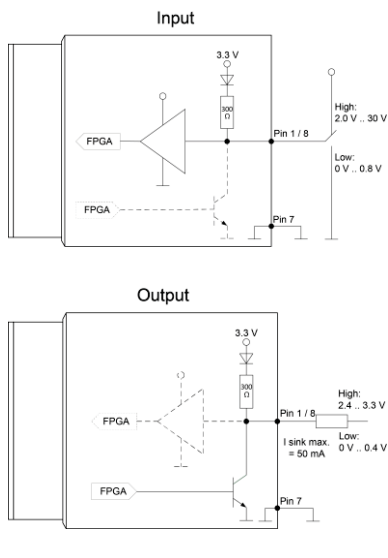 Input
3.3 V
300
Ω
High:
2.0 V .. 30 V
Pin 1 / 8
FPGA
Low:
0 V .. 0.8 V
FPGA
Pin 7
Output
3.3 V
300
Ω
High:
2.4 .. 3.3 V
Pin 1 / 8
FPGA
I sink max.
= 50 mA
Low:
0 V .. 0.4 V
FPGA
Pin 7